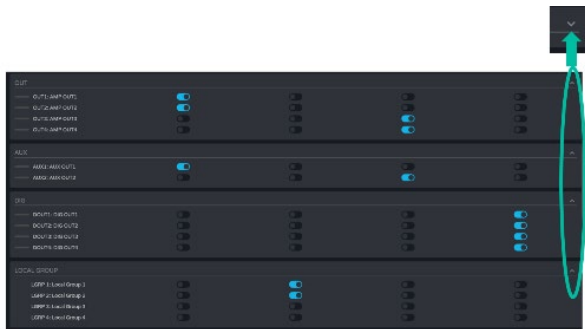 OUT
OUT1: AMP OUT1
OUT2: AMP OUT2
OUT3: AMP OUT3
OUT4: AMP OUT4
AUX
AUX1: AUX OUT1
AUX2: AUX OUT2
DIG
DOUT1: DIG OUT1
DOUT2: DIG OUT2
DOUT3: DIG OUT3
DOUT4: DIG OUT4
LOCAL GROUP
LGRP 1: Local Group 1
LGRP 2: Local Group 2
LGRP 3: Local Group 3
LGRP 4: Local Group 4